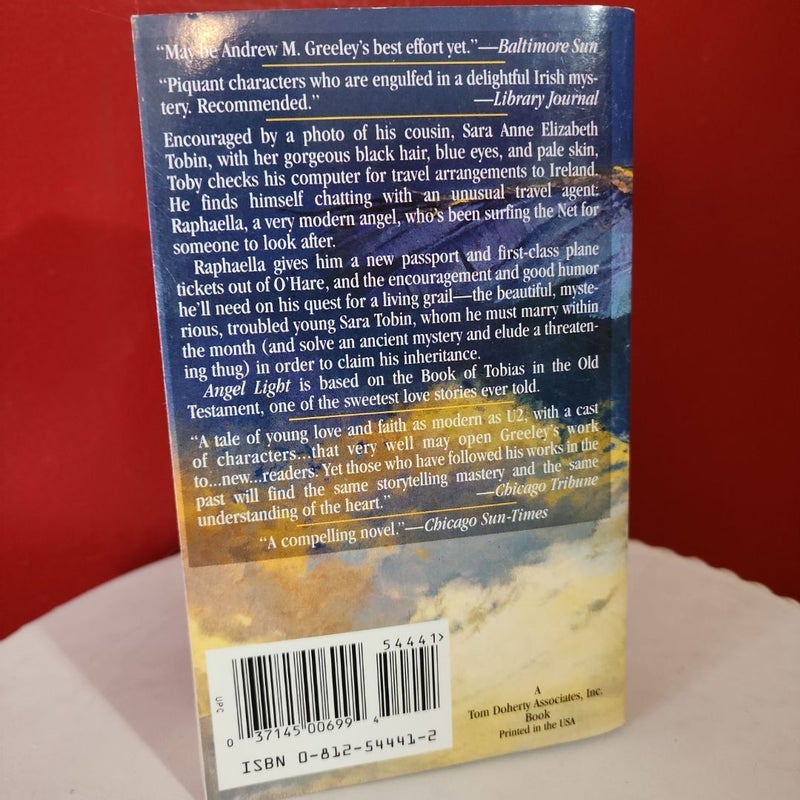 “Maybe Andrew M. Greeley’s best effort yet.”—Baltimore Sun
“Piquant characters who are engulfed in a delightful Irish mys-
tery. Recommended.” —Library Journal
Encouraged by a photo of his cousin, Sara Anne Elizabeth
Tobin, with her gorgeous black hair, blue eyes, and pale skin,
Toby checks his computer for travel arrangements to Ireland.
He finds himself chatting with an unusual travel agent:
Raphaella, a very modern angel, who’s been surfing the Net for
someone to look after.
Raphaella gives him a new passport and first-class plane
tickets out of O’Hare, and the encouragement and good humor
he’ll need on his quest for a living grail—the beautiful, myste-
rious, troubled young Sara Tobin, whom he must marry within
the month (and solve an ancient mystery and elude a threaten-
ing thug) in order to claim his inheritance.
Angel Light is based on the Book of Tobias in the Old
Testament, one of the sweetest love stories ever told.
“A tale of young love and faith as modern as U2, with a cast
of characters...that very well may open Greeley’s work
to...new...readers. Yet those who have followed his works in the
past will find the same storytelling mastery and the same
understanding of the heart.” —Chicago Tribune
“A compelling novel.”—Chicago Sun-Times
54441>
UPC
0 37145 00699 4
ISBN 0-812-54441-2
A
Tom Doherty Associates, Inc.
Book
Printed in the USA